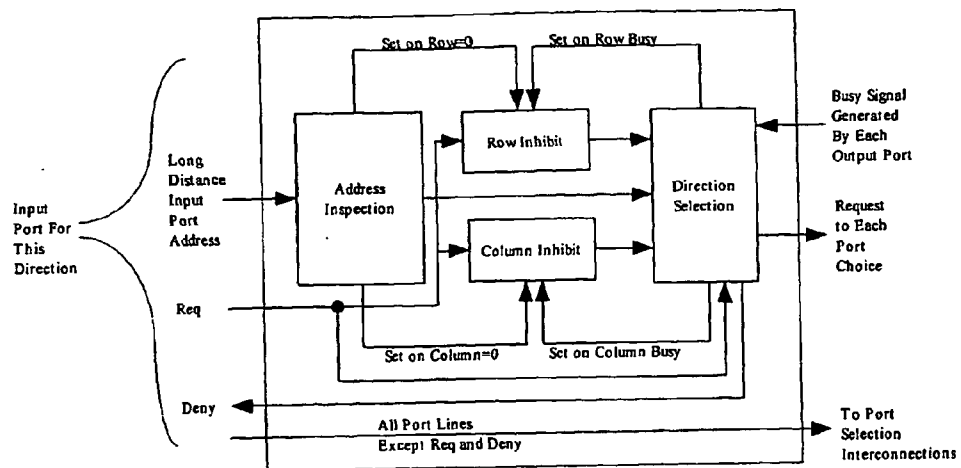 Set on Row=0
Set on Row Busy
Busy Signal
Generated
By Each
Output Port
Row Inhibit
Long
Distance
Input
Port
Address
Address
Inspection
Direction
Selection
Input
Port For
This
Direction
Request
to Each
Port
Choice
Column Inhibit
Req
Set on Column=0
Set on Column Busy
Deny
All Port Lines
Except Req and Deny
To Port
Selection
Interconnections